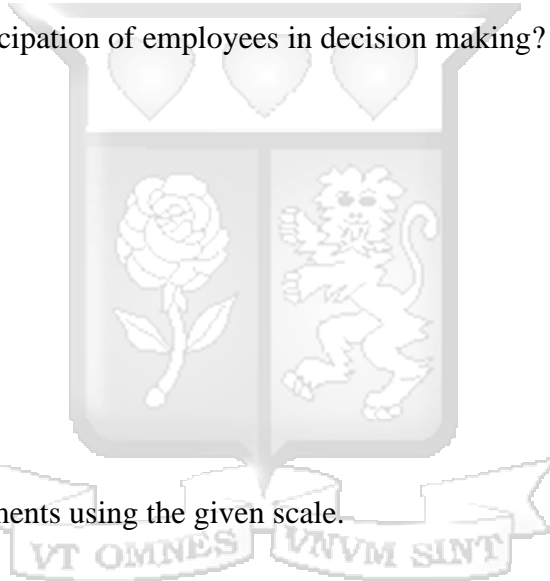 cipation of employees in decision making?
nents using the given scale.
VT OMNES VNVM SINT